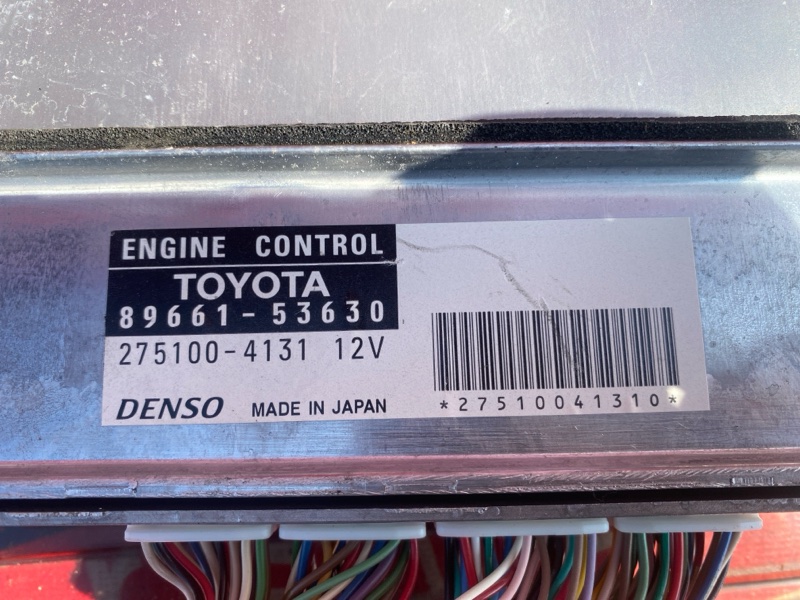 ENGINE CONTROL
TOYOTA
89661-53630
275100-4131 12V
DENSO MADE IN JAPAN
*27510041310*